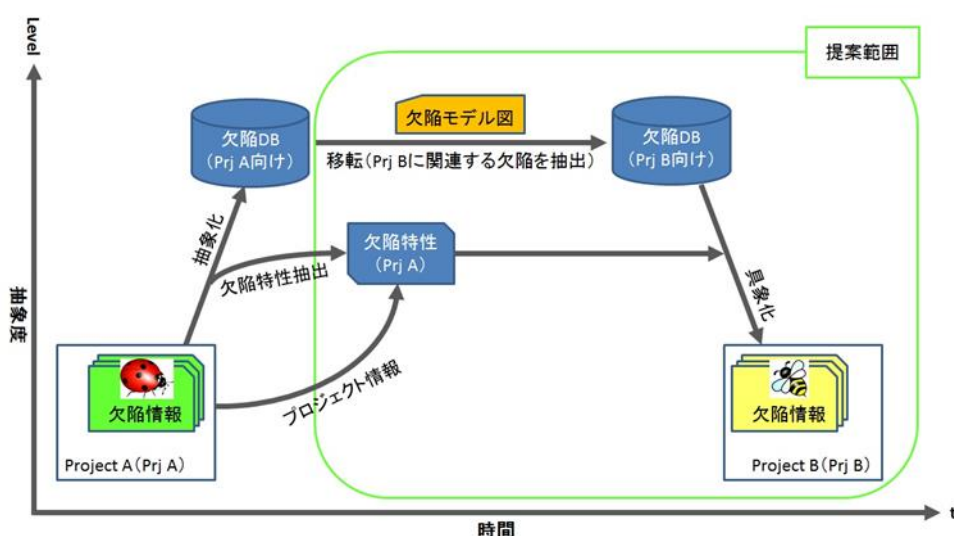 Level
提案範囲
欠陥モデル図
欠陥DB
(Prj A向け)
欠陥DB
(Prj B向け)
移転(Prj Bに関連する欠陥を抽出)
抽象化
欠陥特性
(Prj A)
欠陥特性抽出
具象化
抽象度
プロジェクト情報
欠陥情報
欠陥情報
Project A(Prj A)
Project B(Prj B)
t
時間